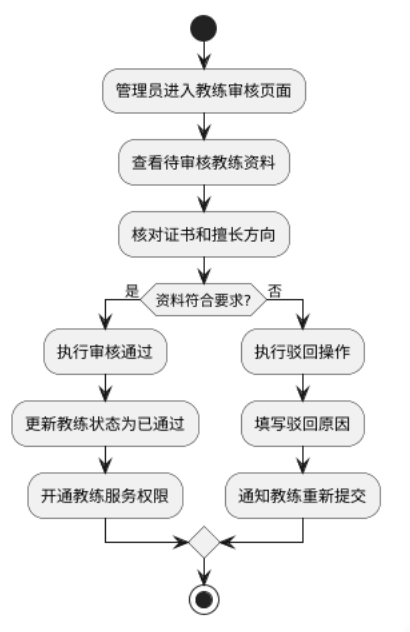 管理员进入教练审核页面
查看待审核教练资料
核对证书和擅长方向
是
资料符合要求?
否
执行审核通过
执行驳回操作
更新教练状态为已通过
填写驳回原因
开通教练服务权限
通知教练重新提交